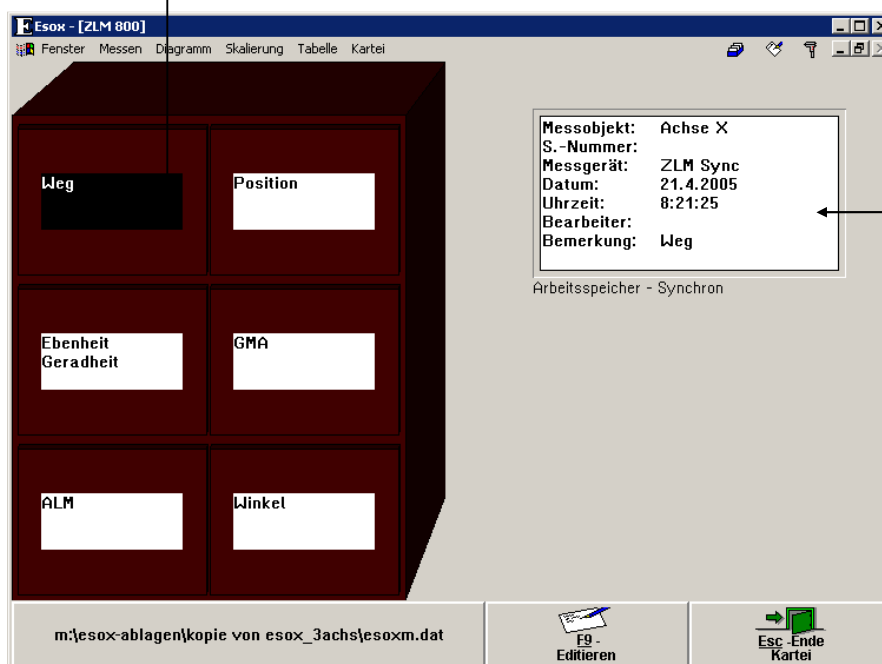 Esox - [ZLM 800]
Fenster Messen Diagramm Skalierung Tabelle Kartei
Weg
Position
Ebenheit
Geradheit
GMA
ALM
Winkel
Messobjekt: Achse X
S.-Nummer:
Messgerät: ZLM Sync
Datum: 21.4.2005
Uhrzeit: 8:21:25
Bearbeiter:
Bemerkung: Weg
Arbeitsspeicher - Synchron
m:\esox-ablagen\kopie von esox_3achs\esoxm.dat
F9 -
Editieren
Esc -Ende
Kartei